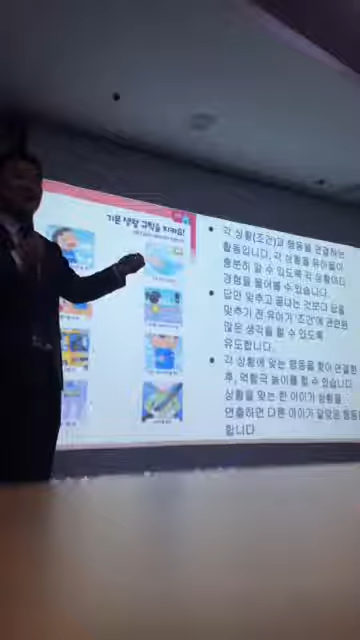 기본 생활 규칙을 지켜요!
• 각 상황(조건)과 행동을 연결하는
활동입니다. 각 상황을 유아들이
충분히 알 수 있도록 각 상황이나
경험을 물어볼 수 있습니다.
• 답만 맞추고 끝나는 것보다 답을
맞추기 전 유아가 '조건'에 관련된
많은 생각을 할 수 있도록
유도합니다.
• 각 상황에 맞는 행동을 찾아 연결한
후, 역할극 놀이를 할 수 있습니다.
상황을 맞는 한 아이가 상황을
연출하면 다른 아이가 알맞은 행동
합니다